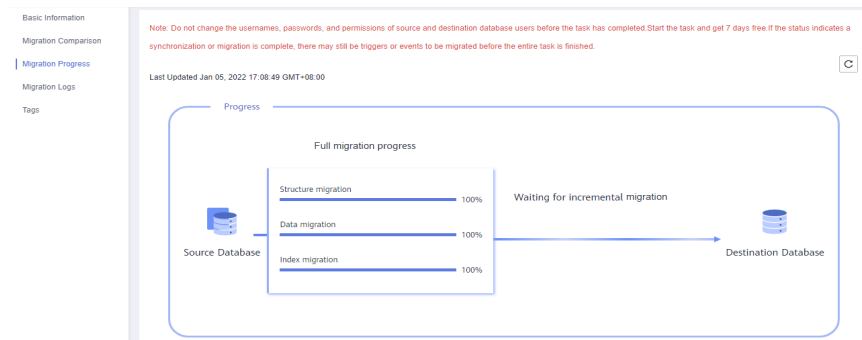 Basic Information
Migration Comparison
Migration Progress
Migration Logs
Tags
Note: Do not change the usernames, passwords, and permissions of source and destination database users before the task has completed.Start the task and get 7 days free.If the status indicates a
synchronization or migration is complete, there may still be triggers or events to be migrated before the entire task is finished.
Last Updated Jan 05, 2022 17:08:49 GMT+08:00
Progress
Full migration progress
Structure migration
100%
Data migration
100%
Index migration
100%
Source Database
Waiting for incremental migration
Destination Database